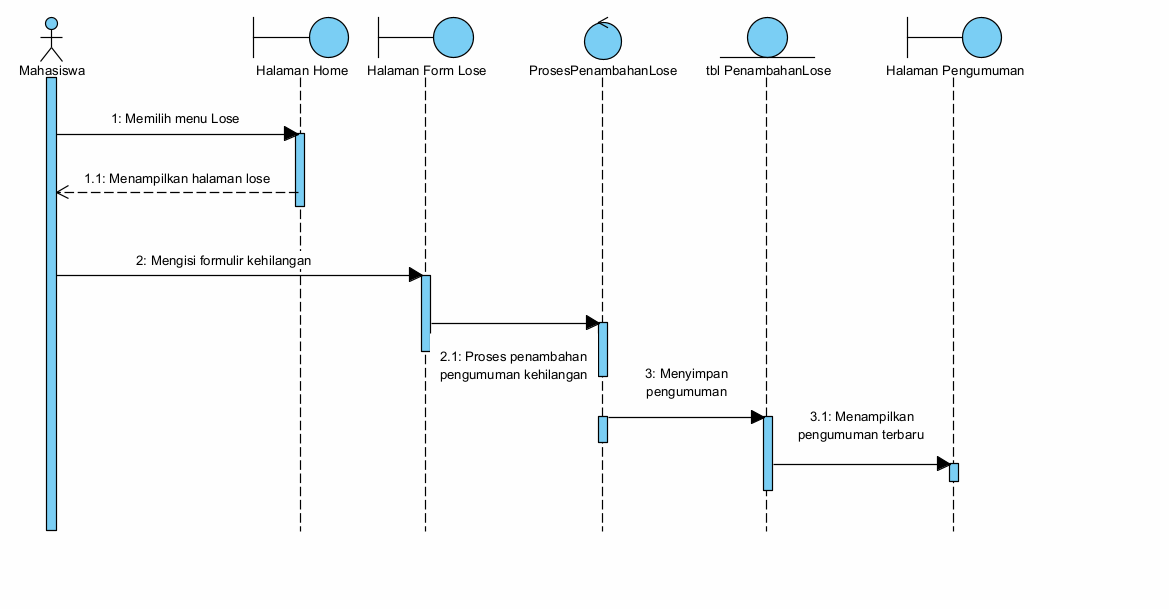 Mahasiswa
Halaman Home
Halaman Form Lose
ProsesPenambahanLose
tbl PenambahanLose
Halaman Pengumuman
1: Memilih menu Lose
1.1: Menampilkan halaman lose
2: Mengisi formulir kehilangan
2.1: Proses penambahan
pengumuman kehilangan
3: Menyimpan
pengumuman
3.1: Menampilkan
pengumuman terbaru